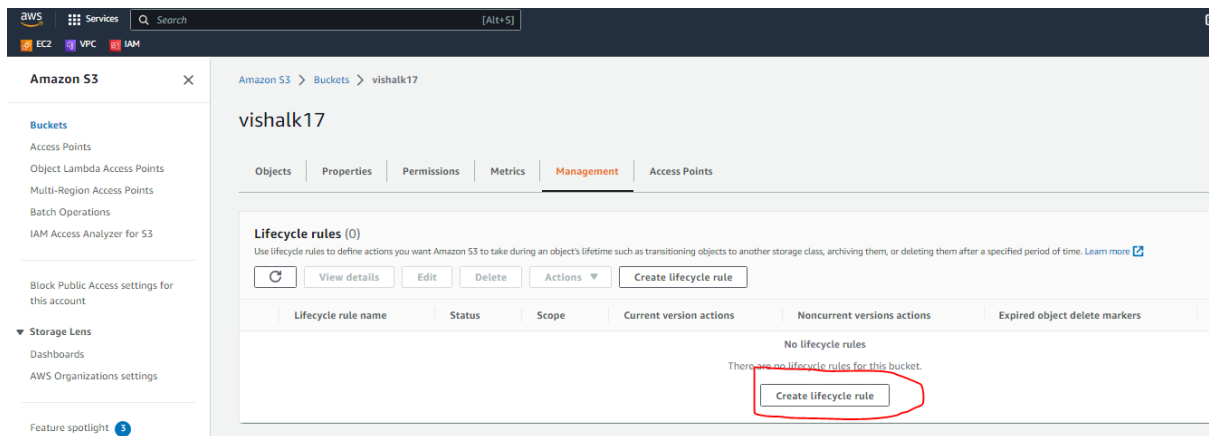 aws Services Search [Alt+S]
EC2 VPC IAM
Amazon S3
Buckets
Access Points
Object Lambda Access Points
Multi-Region Access Points
Batch Operations
IAM Access Analyzer for S3
Block Public Access settings for
this account
Storage Lens
Dashboards
AWS Organizations settings
Feature spotlight 3
Amazon S3 > Buckets > vishalk17
vishalk17
Objects Properties Permissions Metrics Management Access Points
Lifecycle rules (0)
Use lifecycle rules to define actions you want Amazon S3 to take during an object's lifetime such as transitioning objects to another storage class, archiving them, or deleting them after a specified period of time. Learn more
View details Edit Delete Actions Create lifecycle rule
Lifecycle rule name Status Scope Current version actions Noncurrent versions actions Expired object delete markers
No lifecycle rules
There are no lifecycle rules for this bucket.
Create lifecycle rule